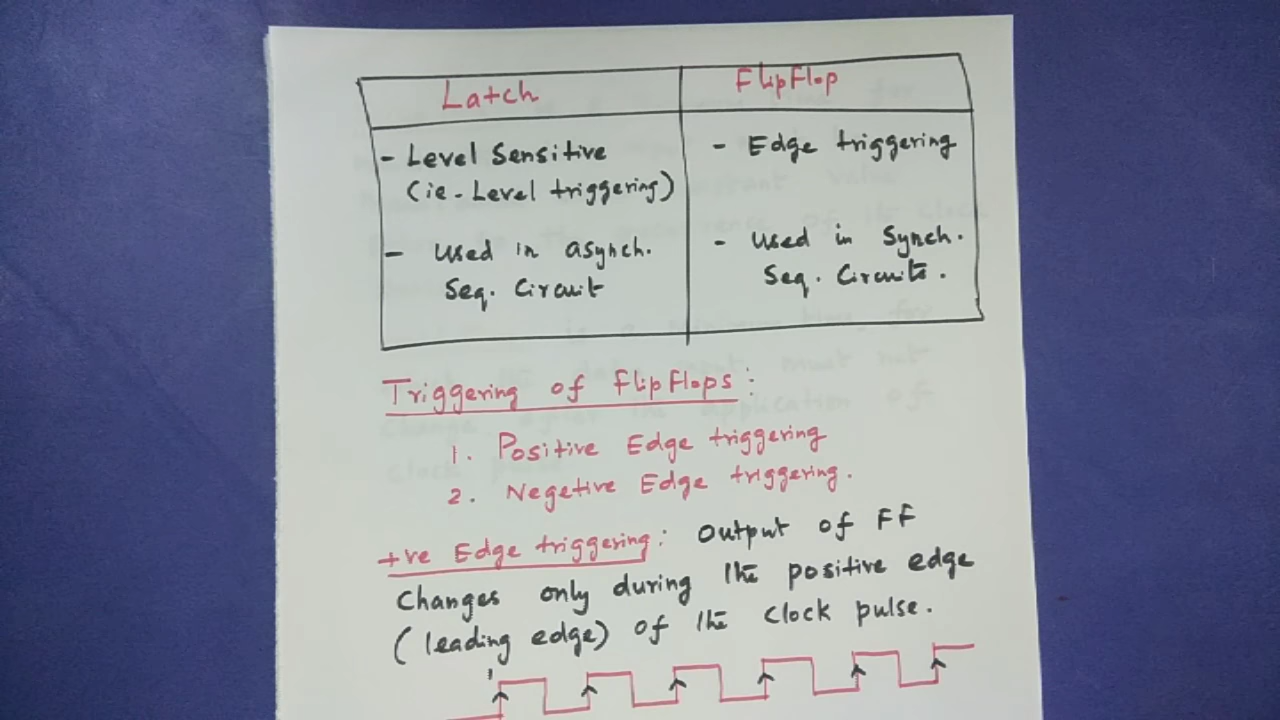 Latch FlipFlop
- Level Sensitive - Edge triggering
(ie - Level triggering)
- Used in asynch. - Used in Synch.
Seq. Circuit Seq. Circuits.
Triggering of FlipFlops:
1. Positive Edge triggering
2. Negetive Edge triggering.
+ve Edge triggering: Output of FF
Changes only during the positive edge
(leading edge) of the Clock pulse.